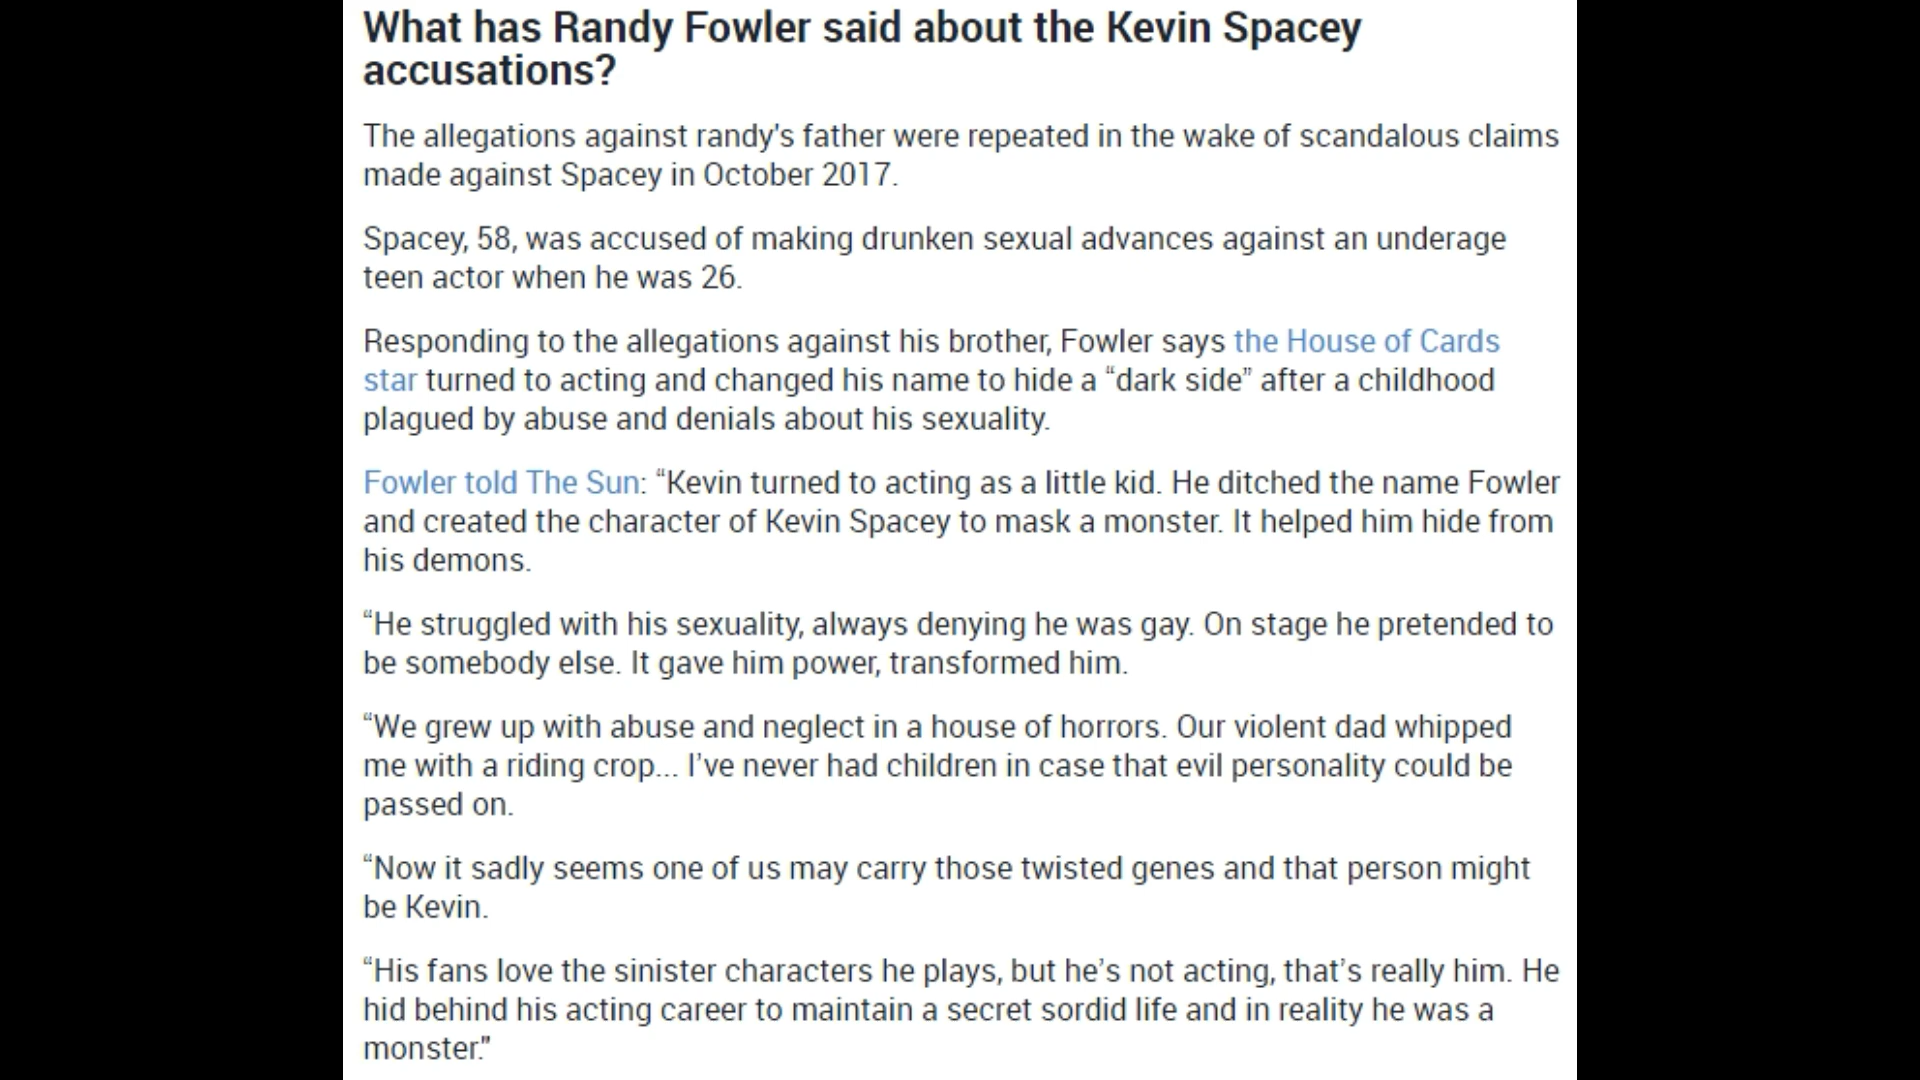 What has Randy Fowler said about the Kevin Spacey
accusations?
The allegations against randy's father were repeated in the wake of scandalous claims
made against Spacey in October 2017.
Spacey, 58, was accused of making drunken sexual advances against an underage
teen actor when he was 26.
Responding to the allegations against his brother, Fowler says the House of Cards
star turned to acting and changed his name to hide a “dark side” after a childhood
plagued by abuse and denials about his sexuality.
Fowler told The Sun: “Kevin turned to acting as a little kid. He ditched the name Fowler
and created the character of Kevin Spacey to mask a monster. It helped him hide from
his demons.
“He struggled with his sexuality, always denying he was gay. On stage he pretended to
be somebody else. It gave him power, transformed him.
“We grew up with abuse and neglect in a house of horrors. Our violent dad whipped
me with a riding crop... I’ve never had children in case that evil personality could be
passed on.
“Now it sadly seems one of us may carry those twisted genes and that person might
be Kevin.
“His fans love the sinister characters he plays, but he’s not acting, that’s really him. He
hid behind his acting career to maintain a secret sordid life and in reality he was a
monster.”